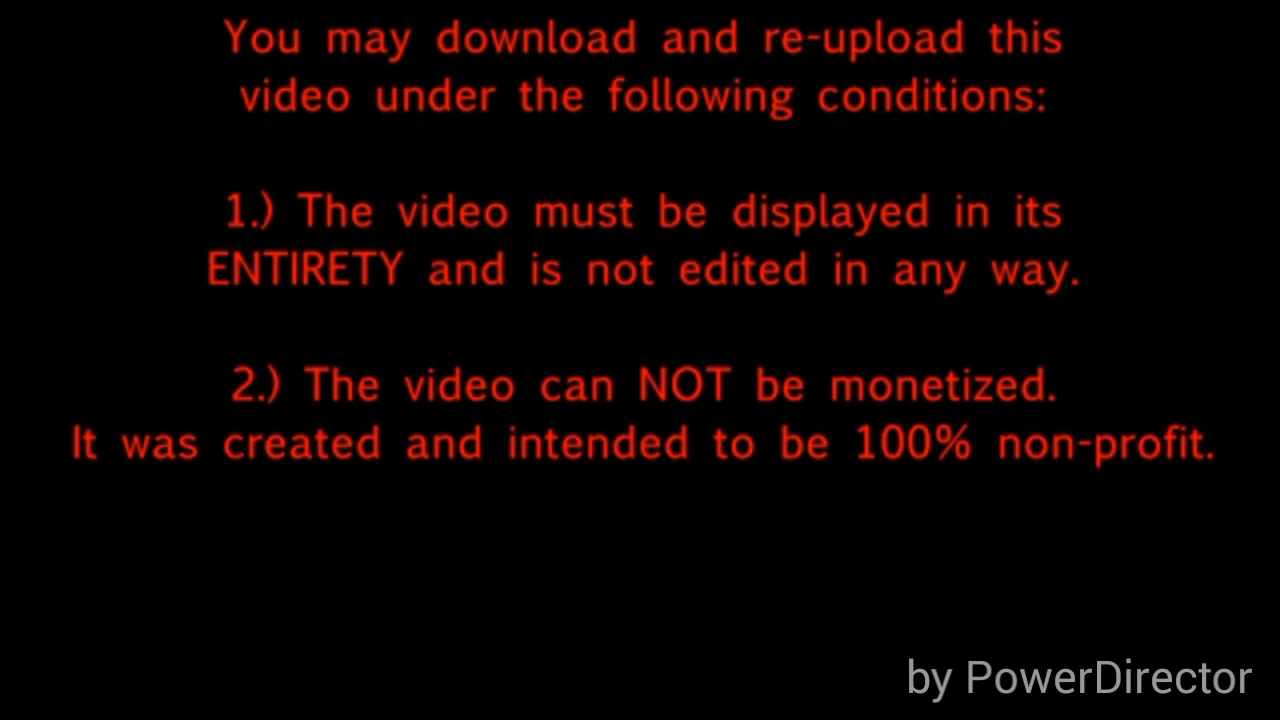 You may download and re-upload this
video under the following conditions:
1.) The video must be displayed in its
ENTIRETY and is not edited in any way.
2.) The video can NOT be monetized.
It was created and intended to be 100% non-profit.
by PowerDirector